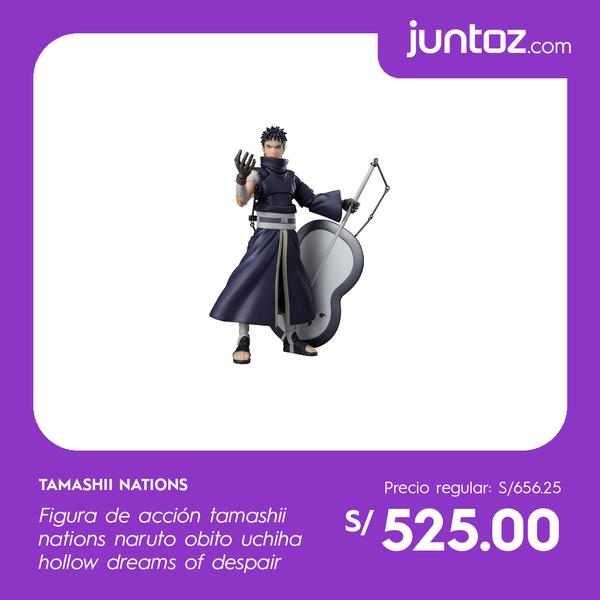 juntoz.com
TAMASHII NATIONS
Figura de acción tamashii
nations naruto obito uchiha
hollow dreams of despair
Precio regular: S/656.25
S/ 525.00